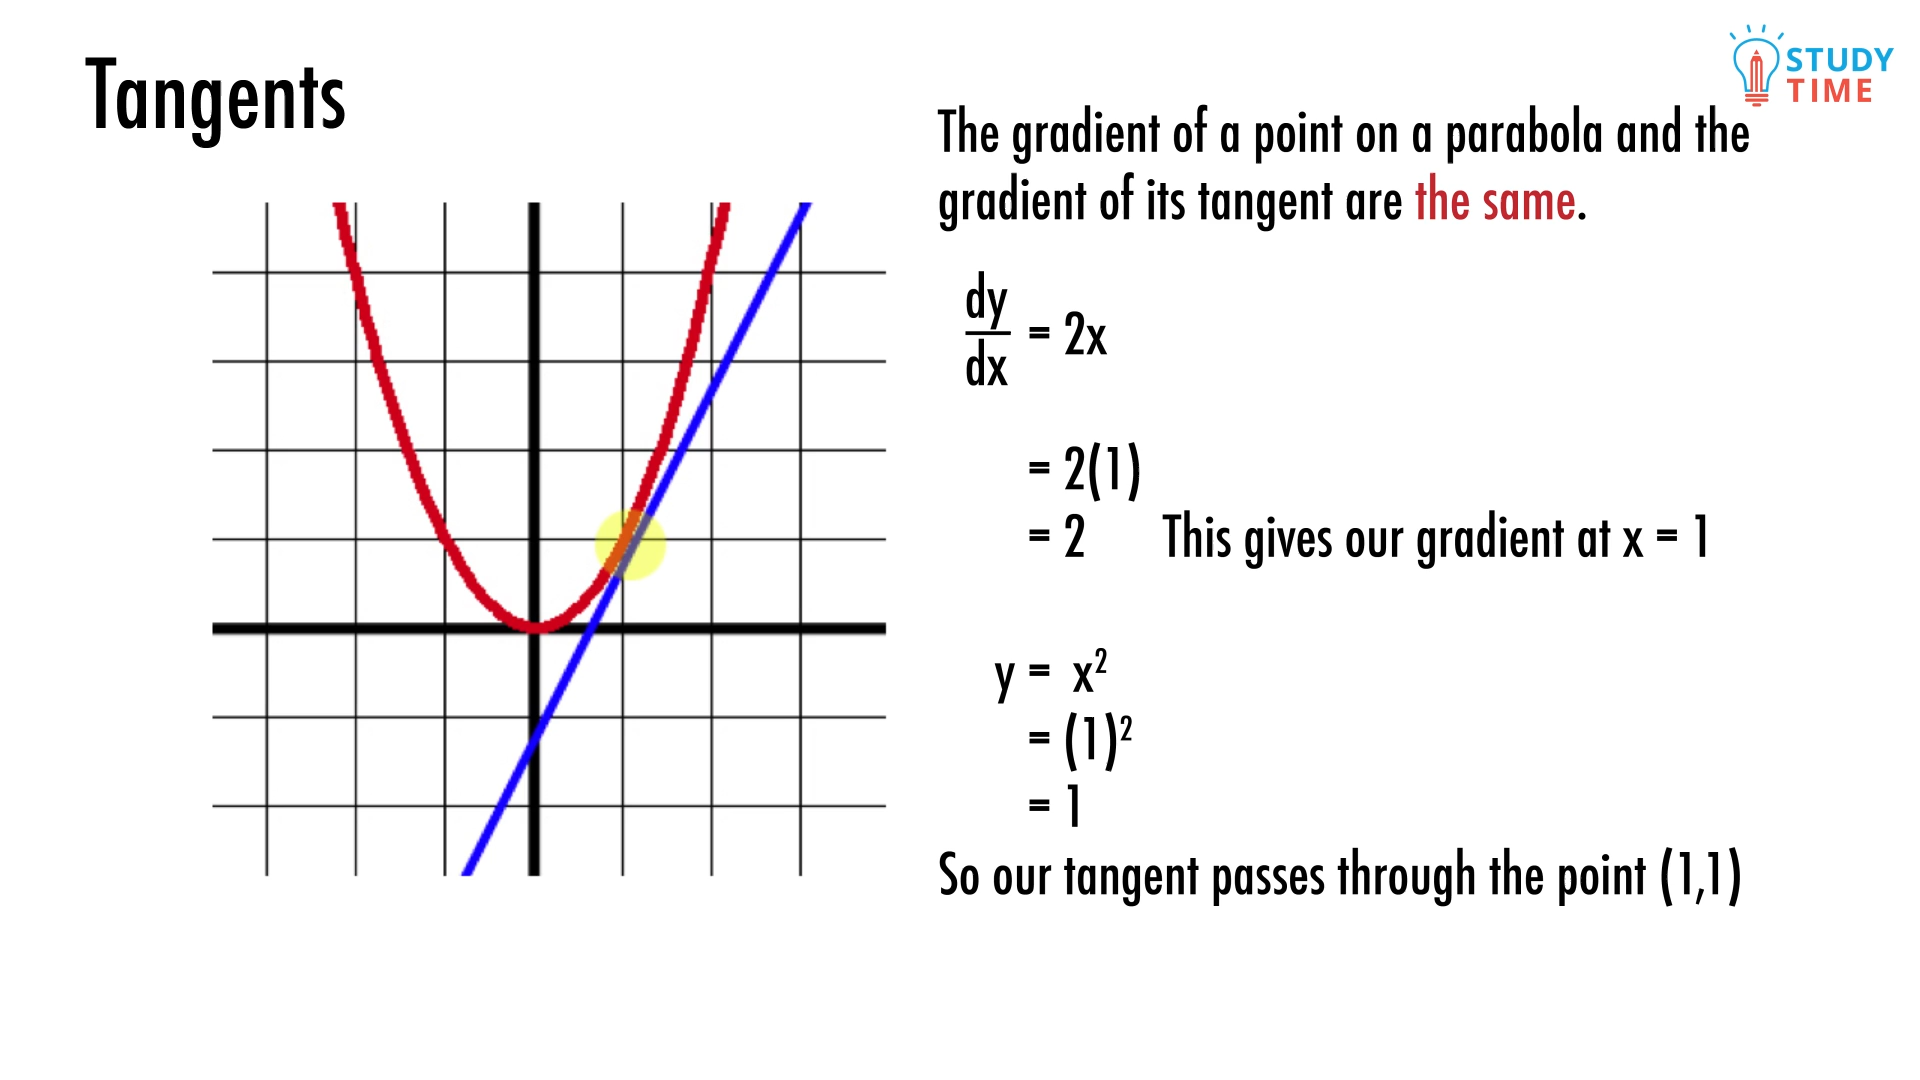 Tangents
STUDY
TIME
The gradient of a point on a parabola and the
gradient of its tangent are the same.
dy
dx
= 2x
= 2(1)
= 2 This gives our gradient at x = 1
y = x²
= (1)²
= 1
So our tangent passes through the point (1,1)